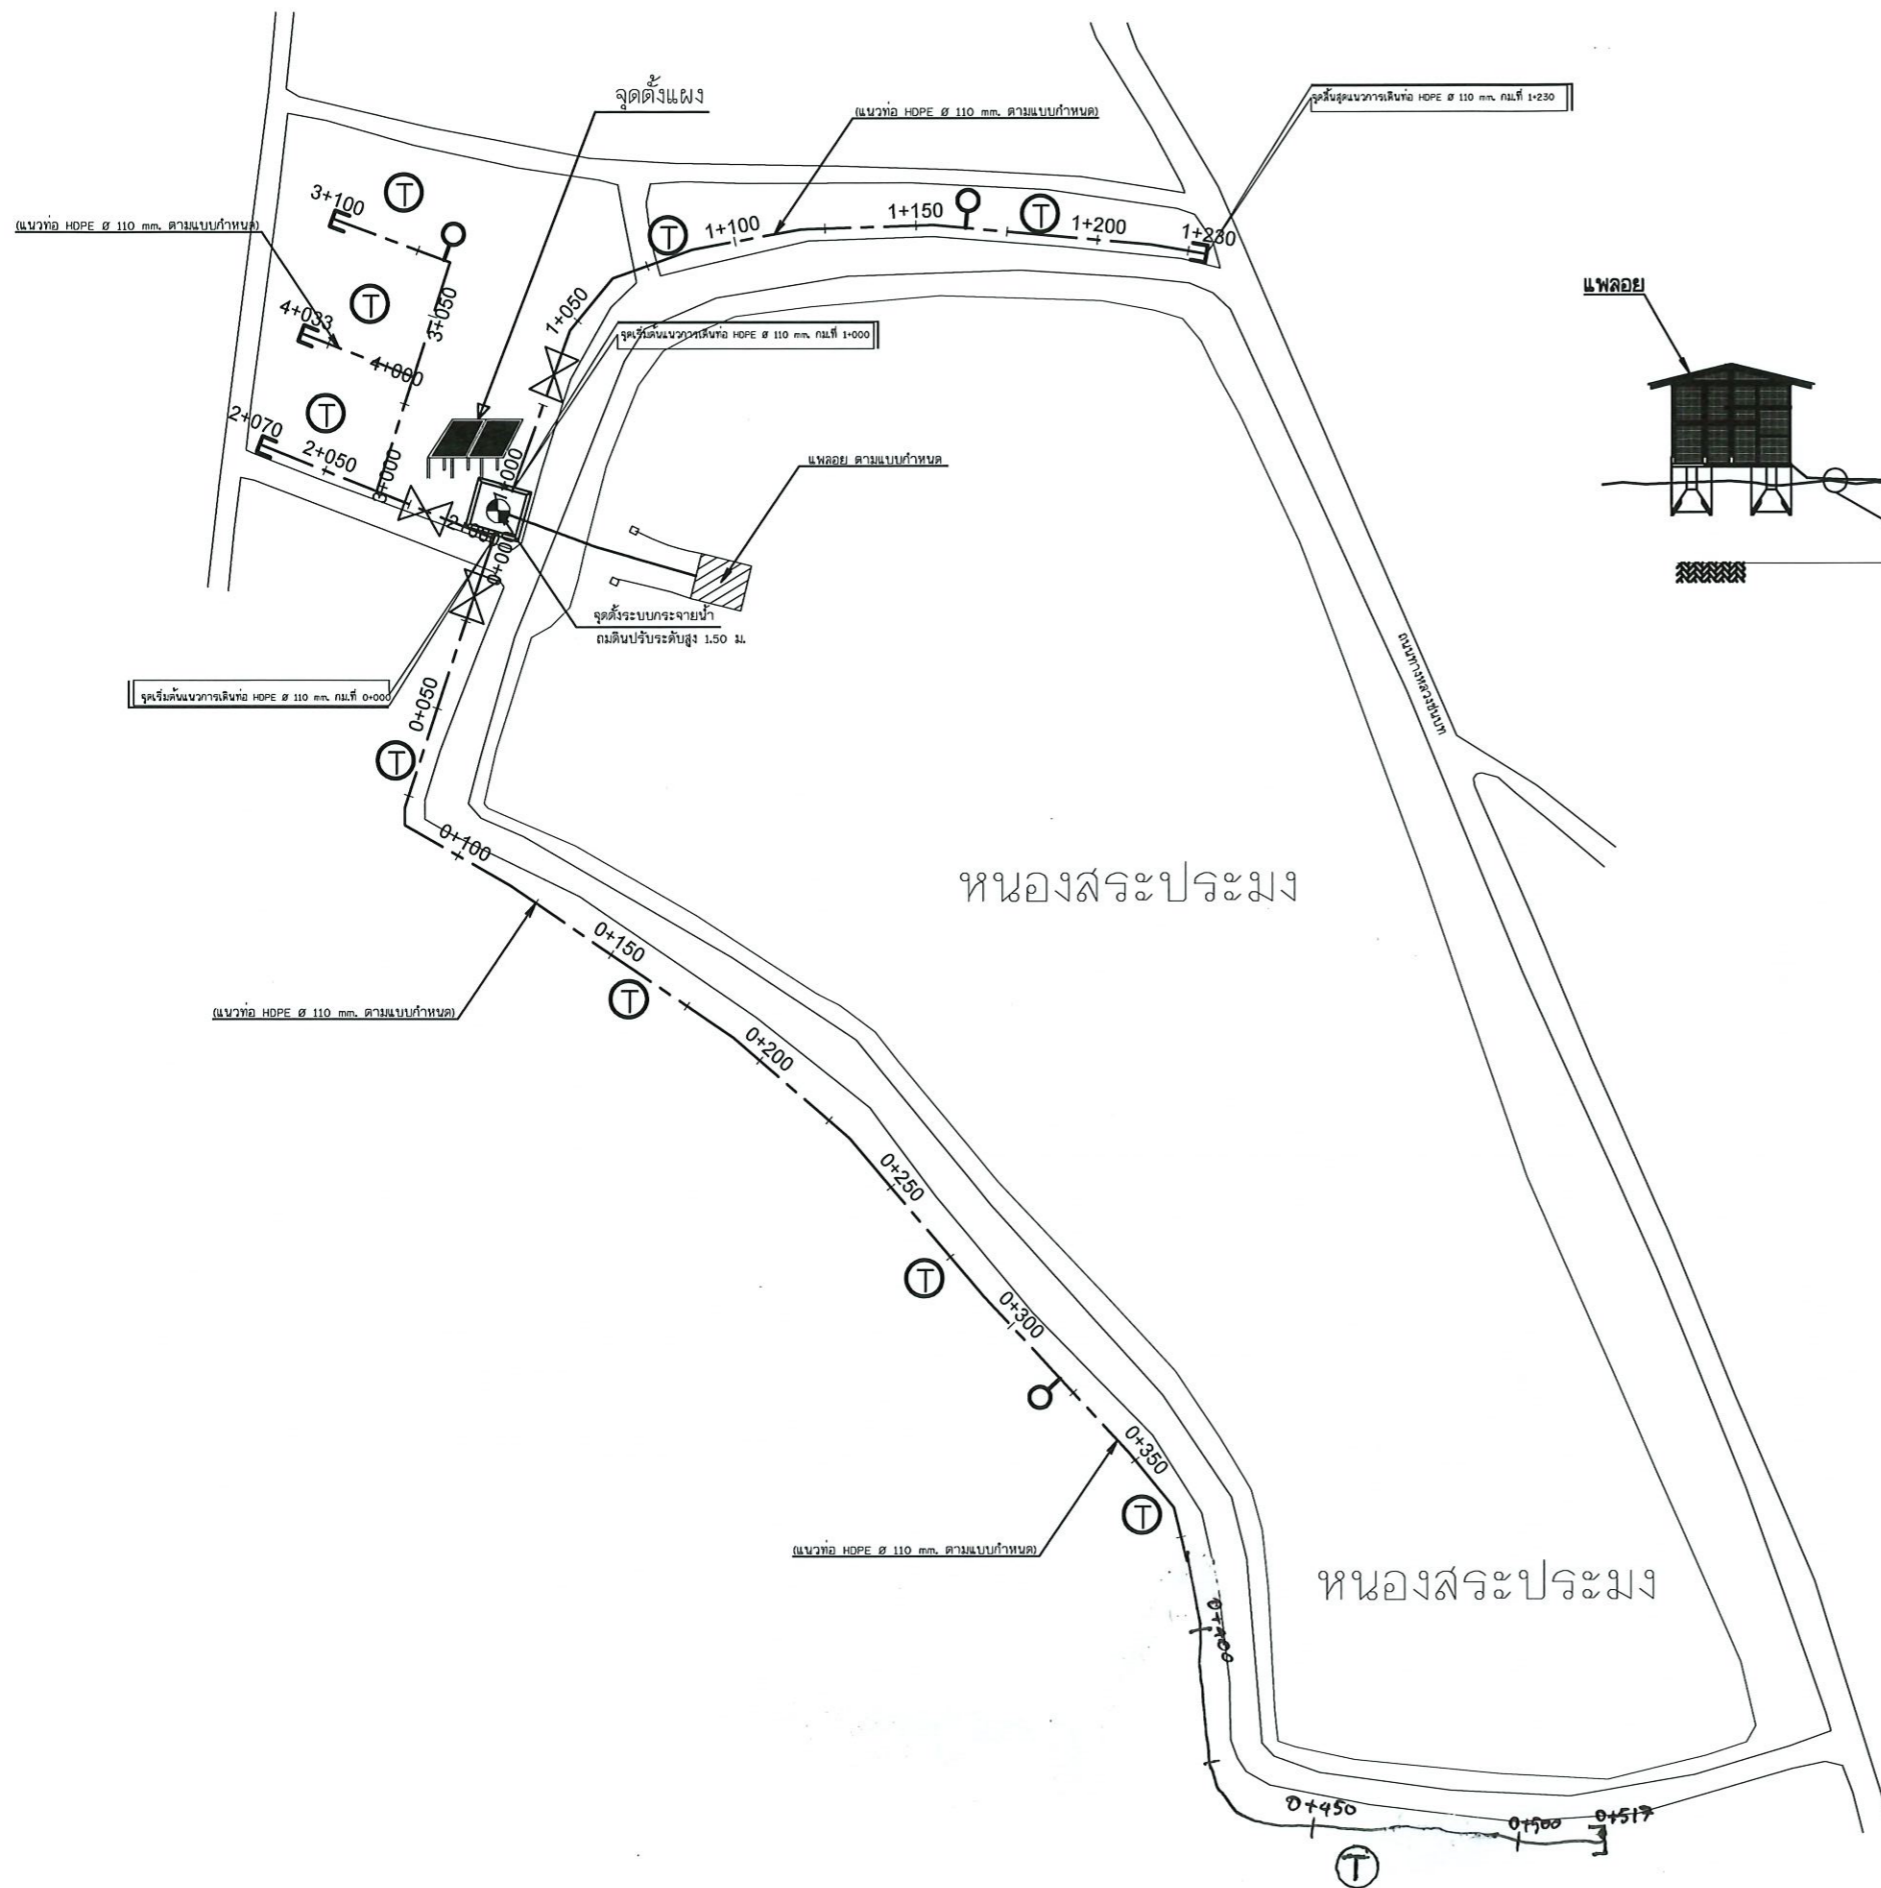 จุดตั้งแผง
(แนวท่อ HDPE Ø 110 mm. ตามแบบกำหนด)
จุดสิ้นสุดแนวการเดินท่อ HDPE Ø 110 mm. กม.ที่ 1+230
3+100
T
(แนวท่อ HDPE Ø 110 mm. ตามแบบกำหนด)
T
1+100
1+150
T
1+200
1+230
แพลอย
T
4+033
3+050
1+050
จุดเริ่มต้นแนวการเดินท่อ HDPE Ø 110 mm. กม.ที่ 1+000
4+000
T
2+070
2+050
3+000
1+000
แพลอย ตามแบบกำหนด
0+000
จุดตั้งระบบกระจายน้ำ
ถมดินปรับระดับสูง 1.50 ม.
ถนนทางหลวงชนบท
จุดเริ่มต้นแนวการเดินท่อ HDPE Ø 110 mm. กม.ที่ 0+000
0+050
T
0+100
หนองสระประมง
0+150
T
(แนวท่อ HDPE Ø 110 mm. ตามแบบกำหนด)
0+200
0+250
T
0+300
0+350
T
(แนวท่อ HDPE Ø 110 mm. ตามแบบกำหนด)
หนองสระประมง
0+400
0+450
0+500
0+517
T